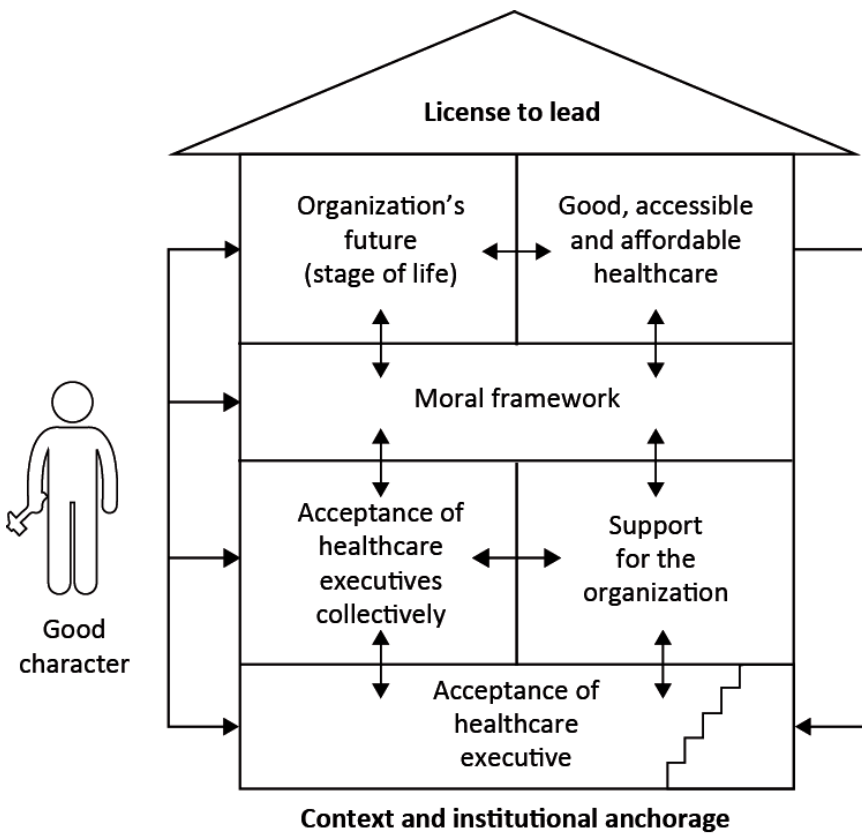 License to lead
Organization's
future
(stage of life)
Good, accessible
and affordable
healthcare
Moral framework
Acceptance of
healthcare
executives
collectively
Support
for the
organization
Good
character
Acceptance of
healthcare
executive
Context and institutional anchorage